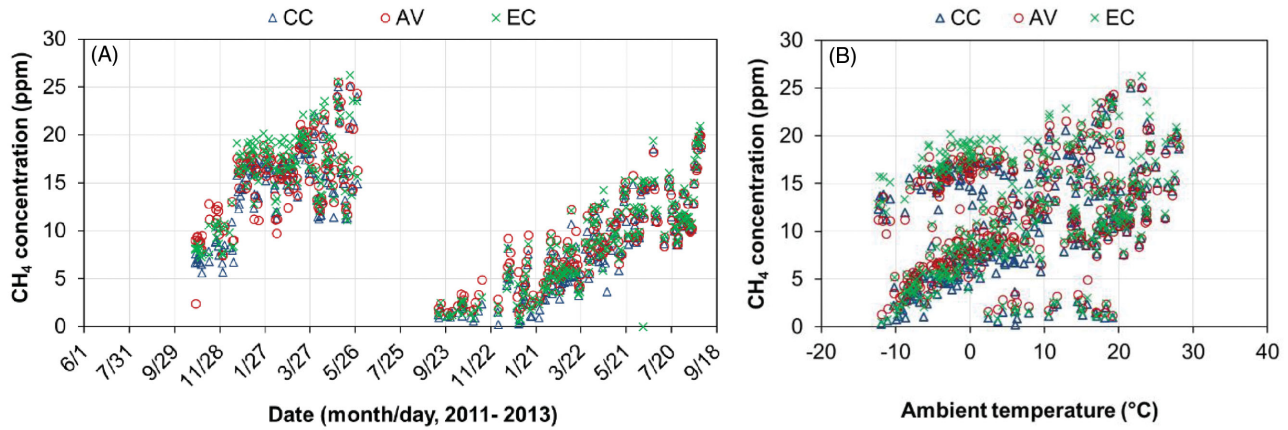 CC AV EC
(A)
CH₄ concentration (ppm)
30
25
20
15
10
5
0
6/1 7/31 9/29 11/28 1/27 3/27 5/26 7/25 9/23 11/22 1/21 3/22 5/21 7/20 9/18
Date (month/day, 2011- 2013)
CC AV EC
(B)
CH₄ concentration (ppm)
30
25
20
15
10
5
0
-20 -10 0 10 20 30 40
Ambient temperature (°C)